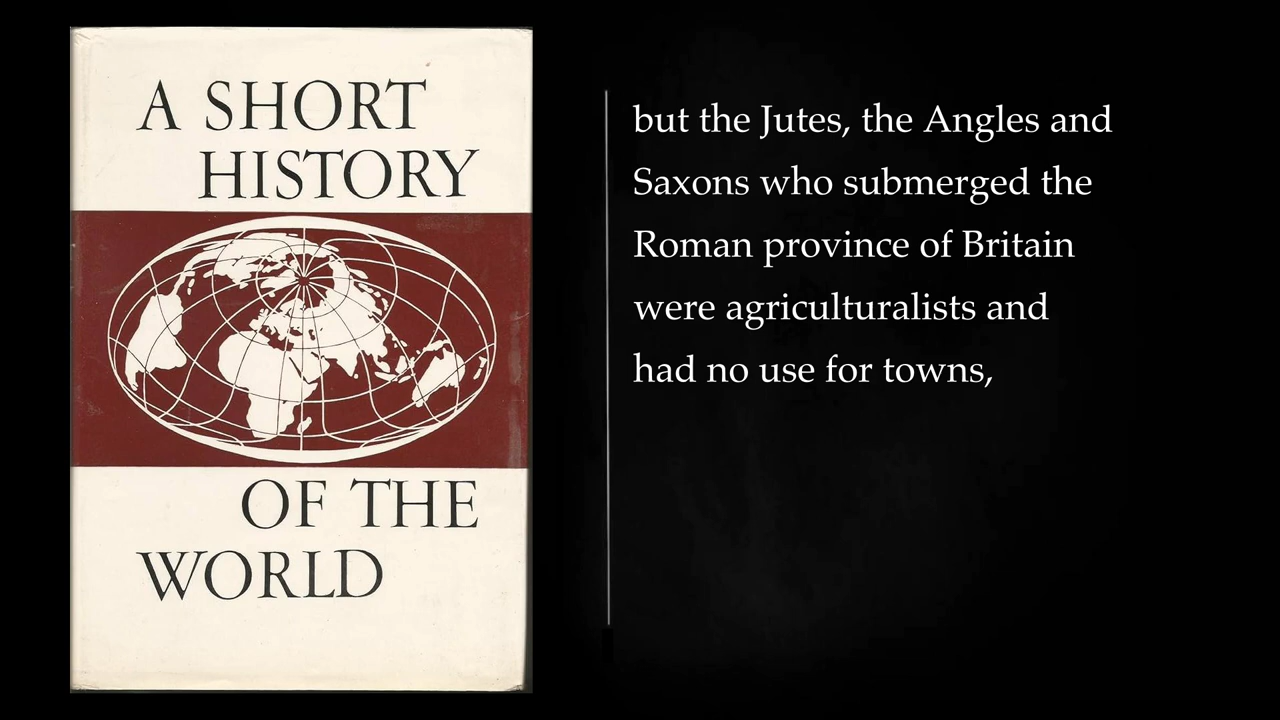 A SHORT
HISTORY
OF THE
WORLD
but the Jutes, the Angles and
Saxons who submerged the
Roman province of Britain
were agriculturalists and
had no use for towns,